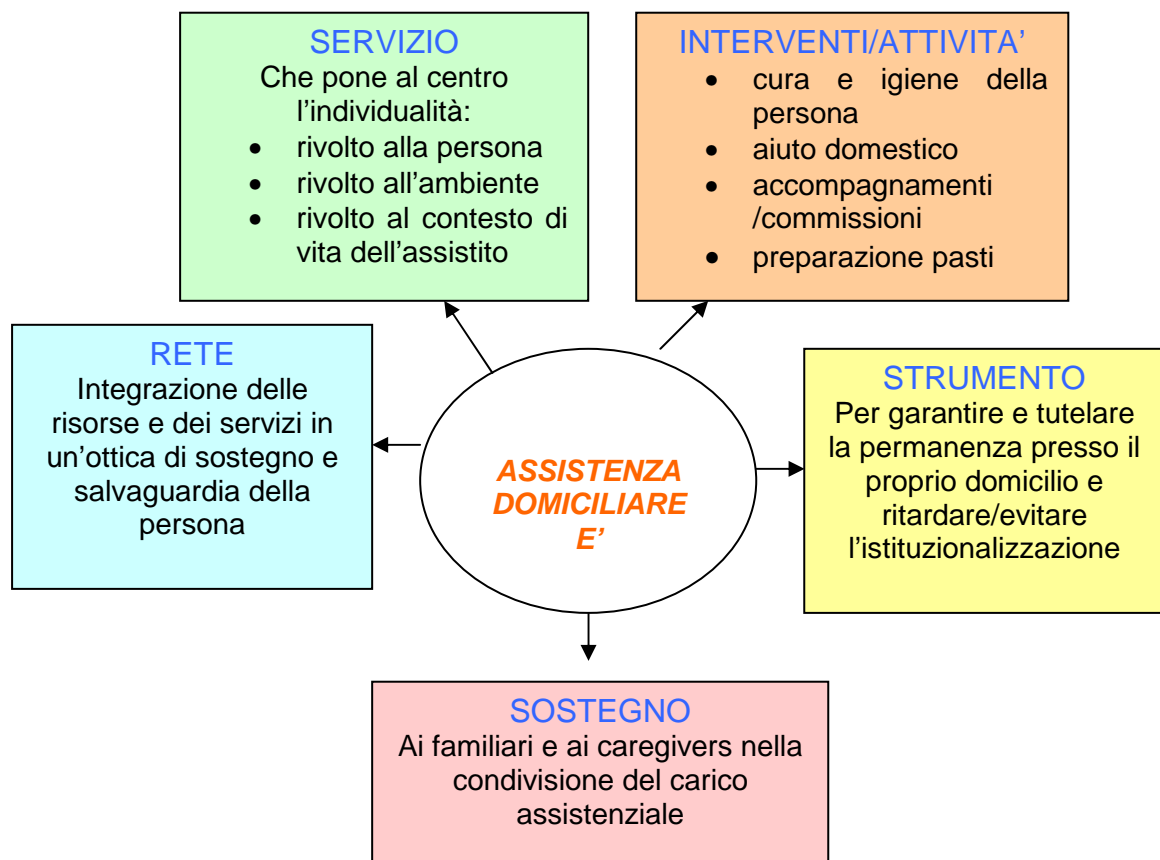 SERVIZIO
Che pone al centro
l’individualità:
• rivolto alla persona
• rivolto all’ambiente
• rivolto al contesto di
vita dell’assistito
INTERVENTI/ATTIVITA’
• cura e igiene della
persona
• aiuto domestico
• accompagnamenti
/commissioni
• preparazione pasti
RETE
Integrazione delle
risorse e dei servizi in
un’ottica di sostegno e
salvaguardia della
persona
ASSISTENZA
DOMICILIARE
E’
STRUMENTO
Per garantire e tutelare
la permanenza presso il
proprio domicilio e
ritardare/evitare
l’istituzionalizzazione
SOSTEGNO
Ai familiari e ai caregivers nella
condivisione del carico
assistenziale